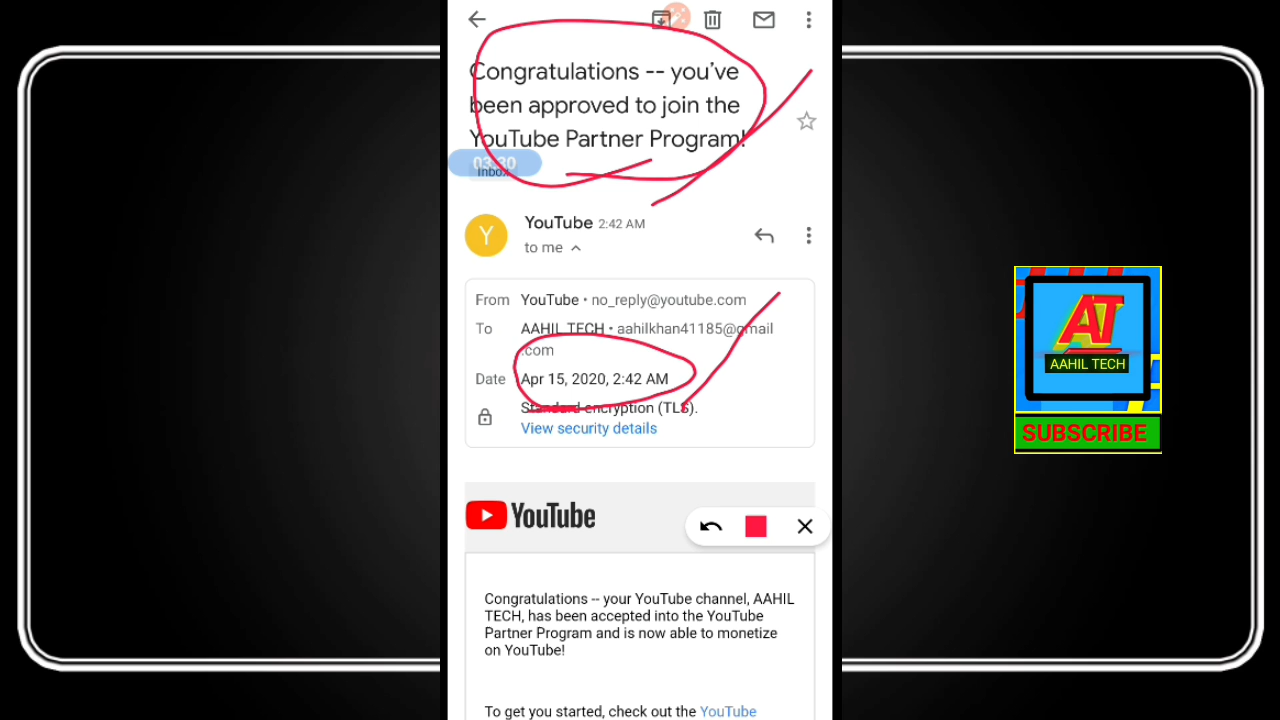 Congratulations -- you've
been approved to join the
YouTube Partner Program!
03:30
Inbox
Y
YouTube 2:42 AM
to me
From YouTube • no_reply@youtube.com
To AAHIL TECH • aahilkhan41185@gmail
.com
Date Apr 15, 2020, 2:42 AM
Standard encryption (TLS).
View security details
YouTube
Congratulations -- your YouTube channel, AAHIL
TECH, has been accepted into the YouTube
Partner Program and is now able to monetize
on YouTube!
To get you started, check out the YouTube
AT
AAHIL TECH
SUBSCRIBE